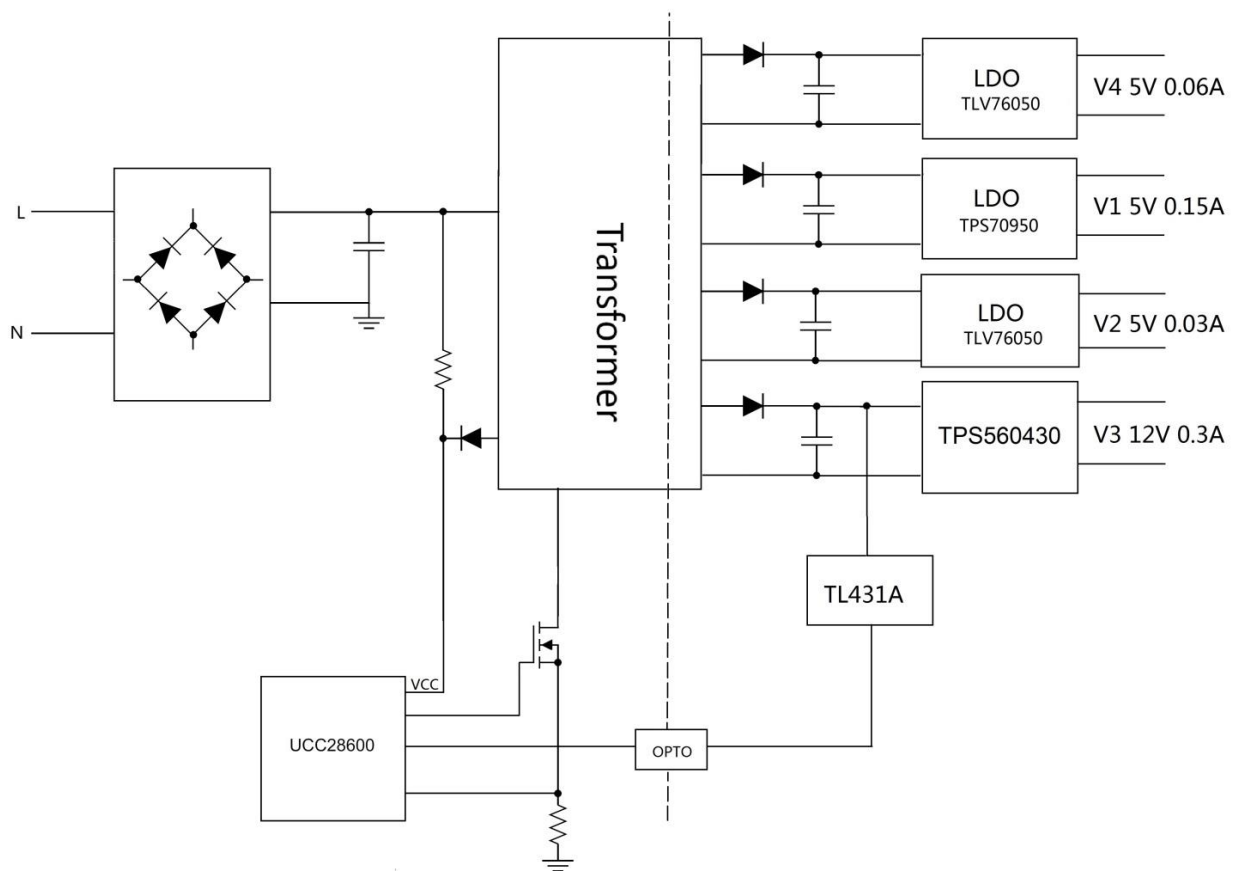 L
N
Transformer
LDO
TLV76050
V4 5V 0.06A
LDO
TPS70950
V1 5V 0.15A
LDO
TLV76050
V2 5V 0.03A
TPS560430
V3 12V 0.3A
TL431A
VCC
UCC28600
OPTO